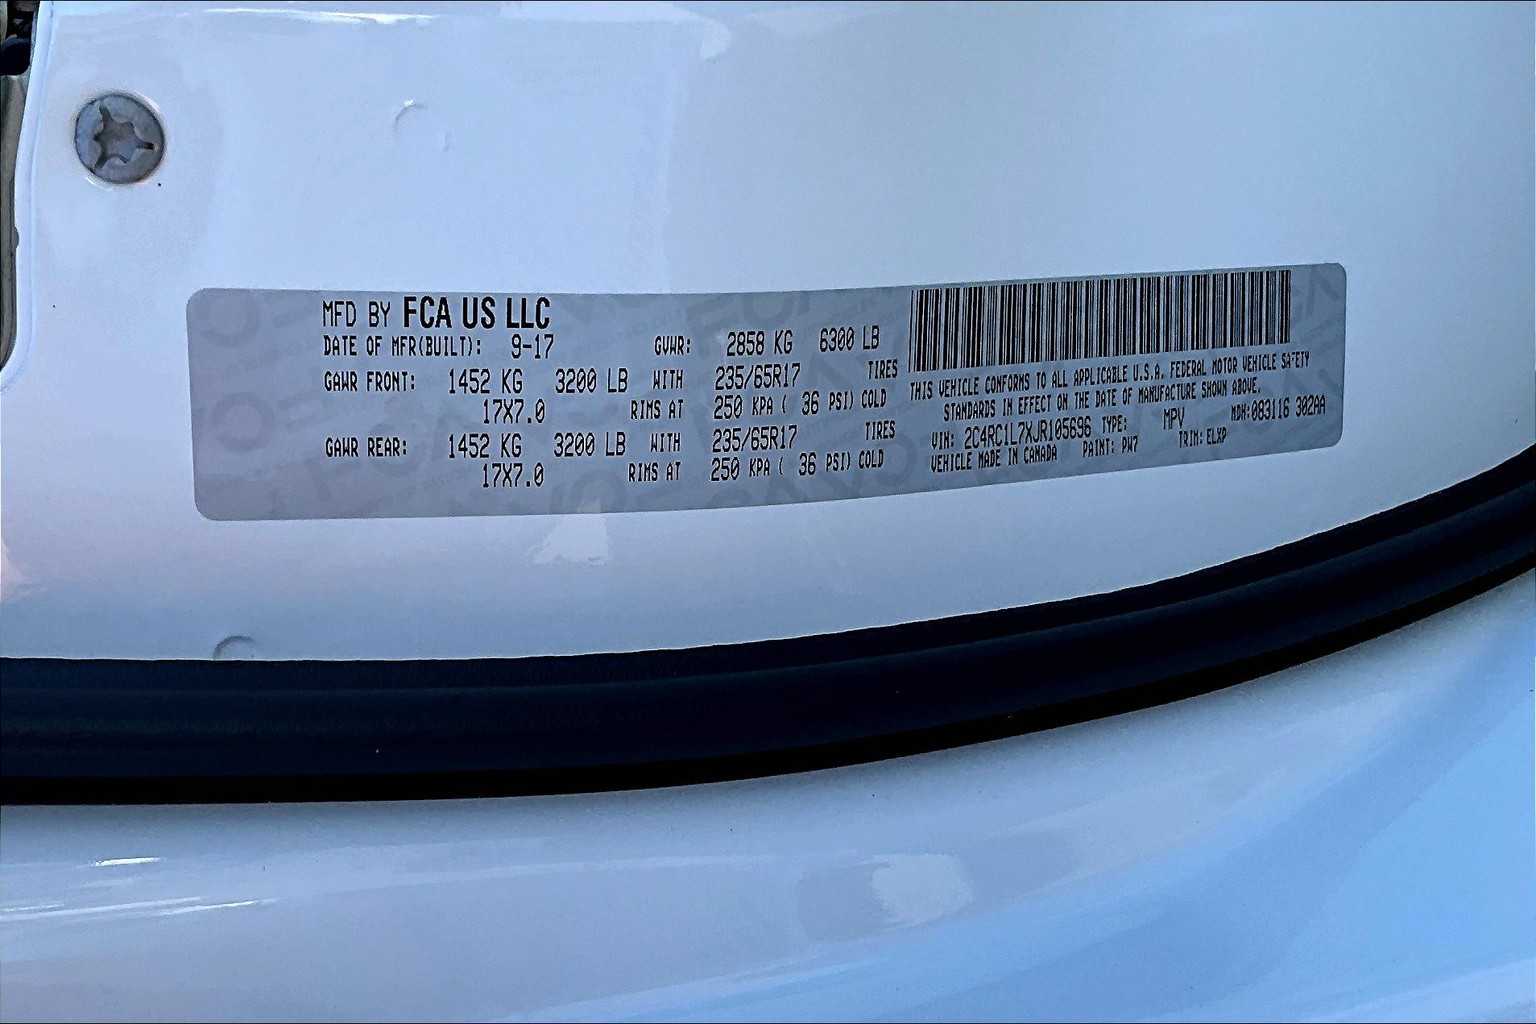 MFD BY FCA US LLC
DATE OF MFR(BUILT): 9-17 GVWR: 2858 KG 6300 LB
GAWR FRONT: 1452 KG 3200 LB WITH 235/65R17 TIRES
17X7.0 RIMS AT 250 KPA ( 36 PSI) COLD
GAWR REAR: 1452 KG 3200 LB WITH 235/65R17 TIRES
17X7.0 RIMS AT 250 KPA ( 36 PSI) COLD
THIS VEHICLE CONFORMS TO ALL APPLICABLE U.S.A. FEDERAL MOTOR VEHICLE SAFETY
STANDARDS IN EFFECT ON THE DATE OF MANUFACTURE SHOWN ABOVE.
VIN: 2C4RC1L7XJR105696 TYPE: MPV MDH:083116 302AA
VEHICLE MADE IN CANADA PAINT: PW7 TRIM: ELXP